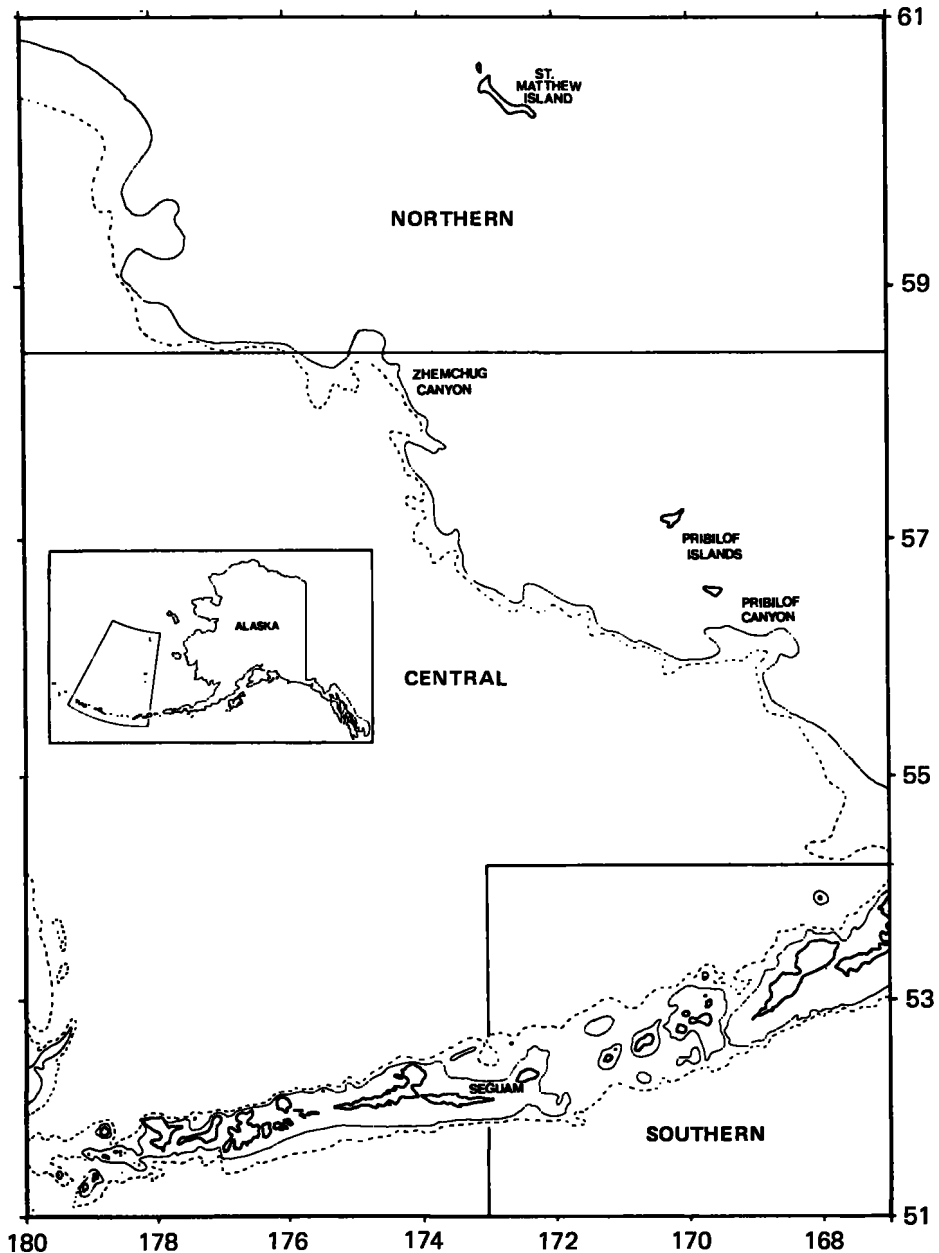 61
ST.
MATTHEW
ISLAND
NORTHERN
59
ZHEMCHUG
CANYON
57
PRIBILOF
ISLANDS
PRIBILOF
CANYON
ALASKA
CENTRAL
55
53
SEGUAM
SOUTHERN
51
180 178 176 174 172 170 168